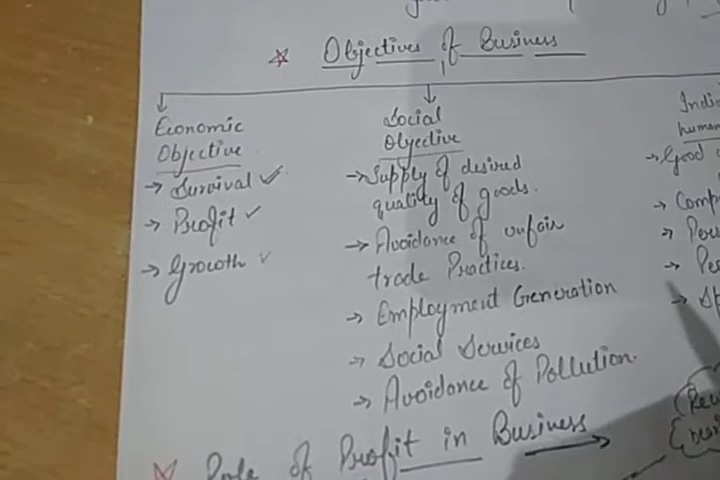 Objectives of Business
Economic
Objective
→ Survival ✓
→ Profit ✓
→ Growth ✓
Social
Objective
→ Supply of desired
quality of goods.
→ Avoidance of unfair
trade Practices.
→ Employment Generation
→ Social Services
→ Avoidance of Pollution.
→ Good
Role of Profit in Business →